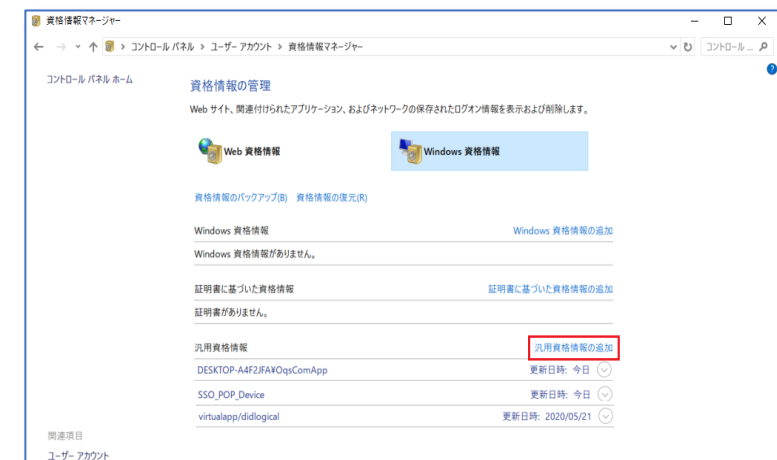 資格情報マネージャー
コントロール パネル › ユーザー アカウント › 資格情報マネージャー
コントロール ...
コントロール パネル ホーム
資格情報の管理
Web サイト、関連付けられたアプリケーション、およびネットワークの保存されたログオン情報を表示および削除します。
Web 資格情報
Windows 資格情報
資格情報のバックアップ(B) 資格情報の復元(R)
Windows 資格情報 Windows 資格情報の追加
Windows 資格情報がありません。
証明書に基づいた資格情報 証明書に基づいた資格情報の追加
証明書がありません。
汎用資格情報 汎用資格情報の追加
DESKTOP-A4F2JFA¥OqsComApp 更新日時: 今日
SSO_POP_Device 更新日時: 今日
virtualapp/didlogical 更新日時: 2020/05/21
関連項目
ユーザー アカウント